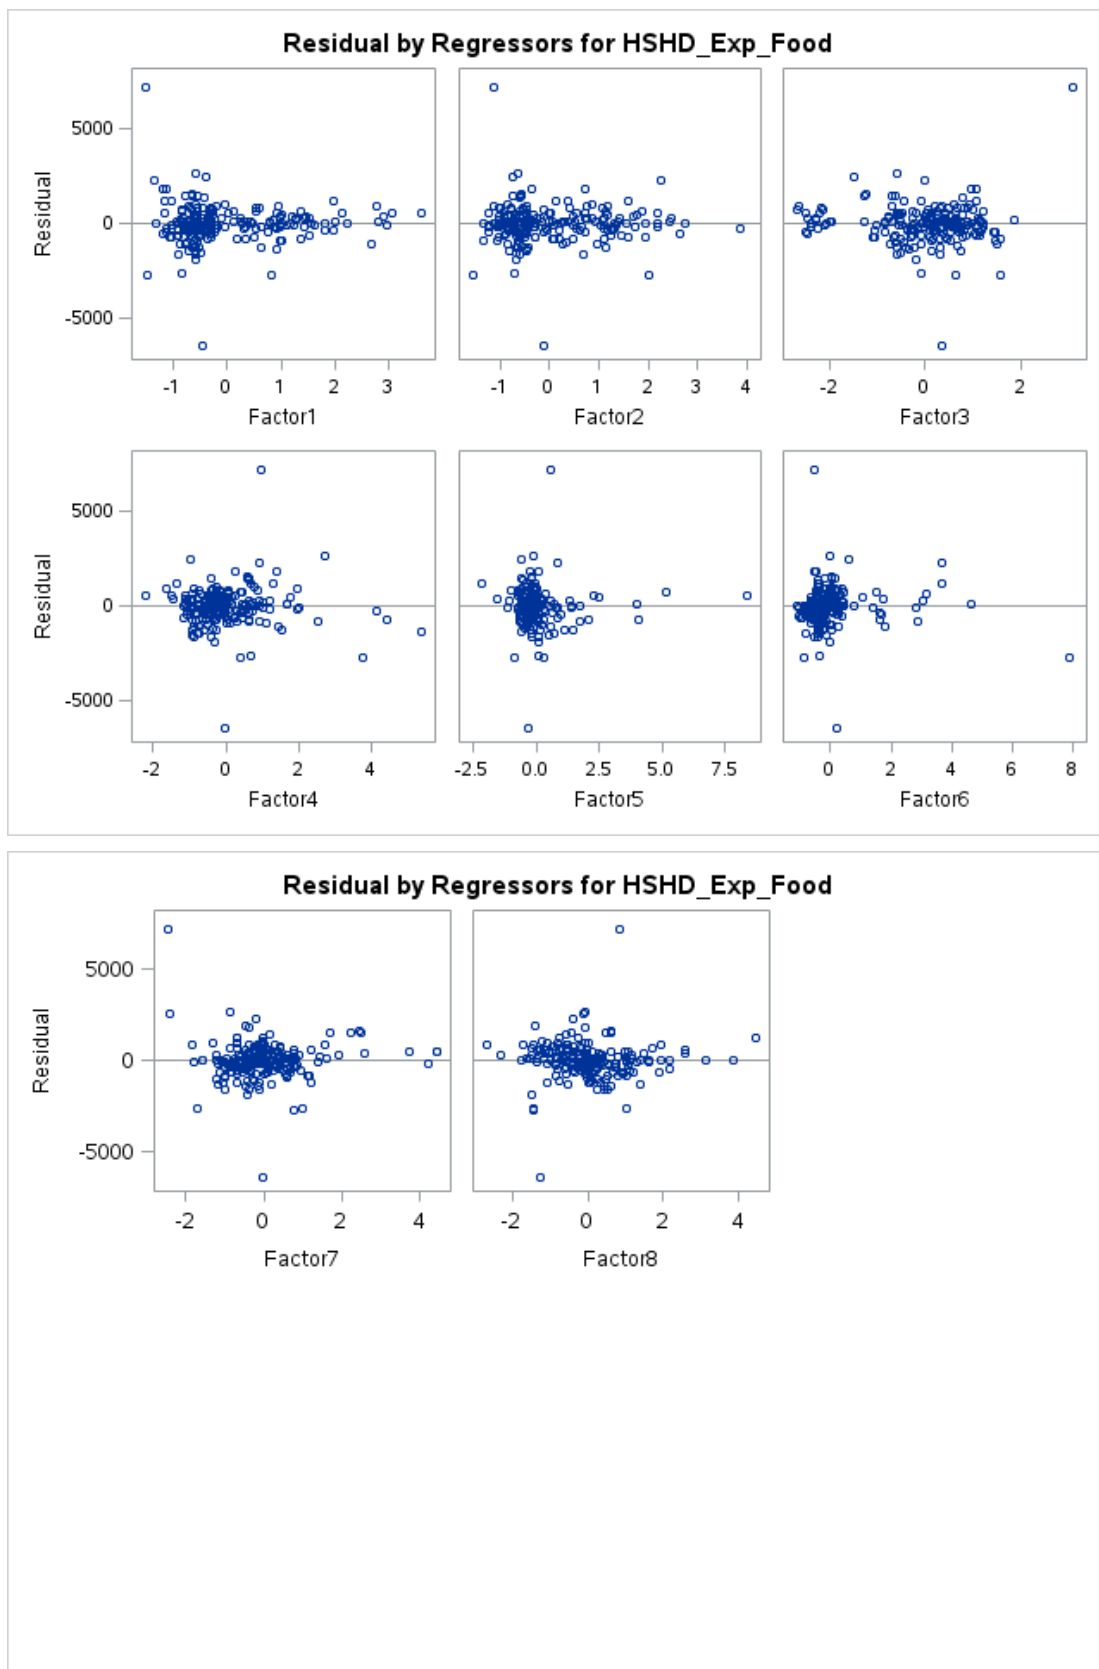 Residual by Regressors for HSHD_Exp_Food
Residual
5000
0
-5000
-1 0 1 2 3
Factor1
-1 0 1 2 3 4
Factor2
-2 0 2
Factor3
Residual
5000
0
-5000
-2 0 2 4
Factor4
-2.5 0.0 2.5 5.0 7.5
Factor5
0 2 4 6 8
Factor6
Residual by Regressors for HSHD_Exp_Food
Residual
5000
0
-5000
-2 0 2 4
Factor7
-2 0 2 4
Factor8